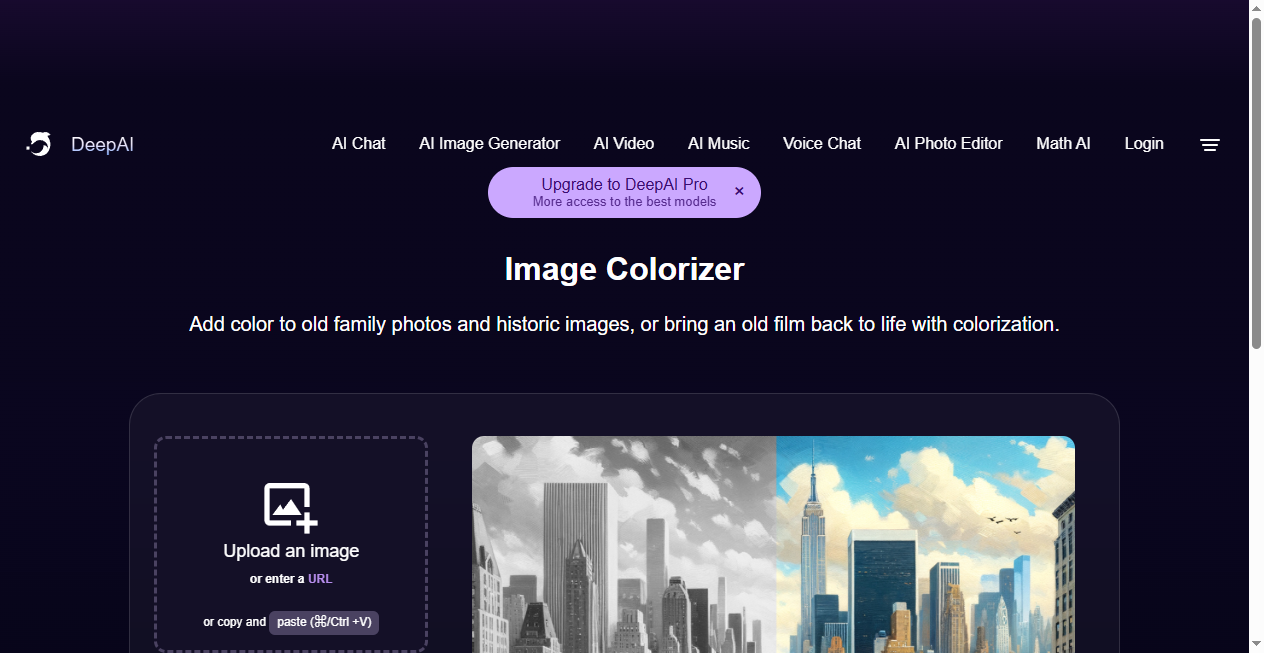 DeepAI
AI Chat
AI Image Generator
AI Video
AI Music
Voice Chat
AI Photo Editor
Math AI
Login
Upgrade to DeepAI Pro
More access to the best models
×
Image Colorizer
Add color to old family photos and historic images, or bring an old film back to life with colorization.
Upload an image
or enter a URL
or copy and paste (⌘/Ctrl +V)